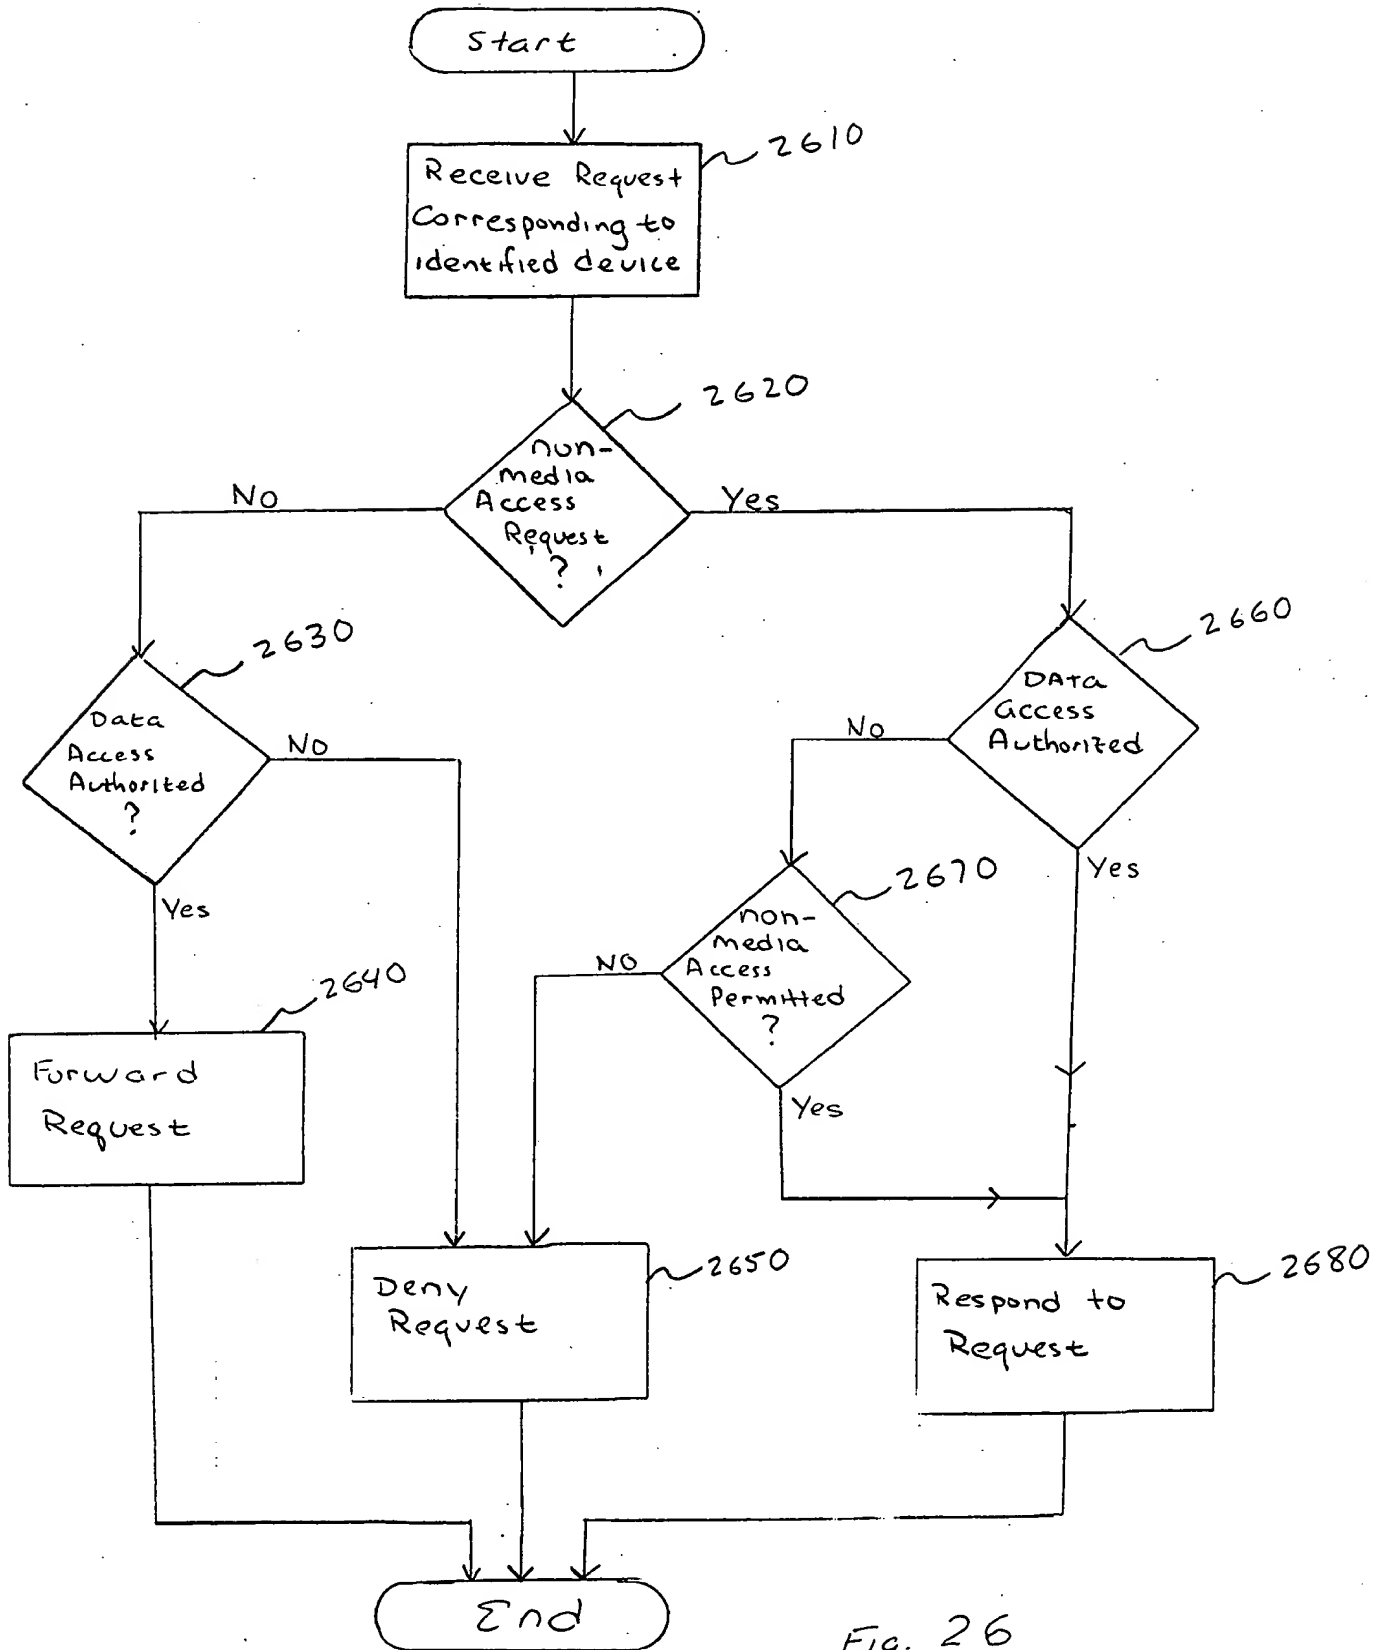 Start
2610
Receive Request
Corresponding to
identified device
2620
non-
media
Access
Request
?
No
Yes
2630
Data
Access
Authorized
?
No
Yes
2660
DATA
Access
Authorized
No
Yes
2670
non-
media
Access
Permitted
?
NO
Yes
2640
Forward
Request
2650
Deny
Request
2680
Respond to
Request
End
FIG. 26